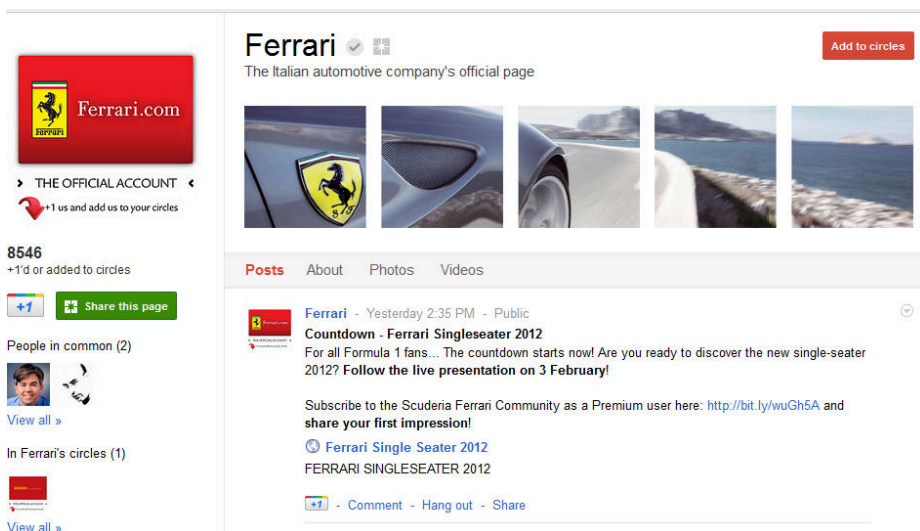 Ferrari
Ferrari.com
THE OFFICIAL ACCOUNT
+1 us and add us to your circles
8546
+1'd or added to circles
+1
Share this page
People in common (2)
View all »
In Ferrari's circles (1)
View all »
Ferrari
Add to circles
The Italian automotive company's official page
S F
Posts About Photos Videos
Ferrari - Yesterday 2:35 PM - Public
Countdown - Ferrari Singleseater 2012
For all Formula 1 fans... The countdown starts now! Are you ready to discover the new single-seater
2012? Follow the live presentation on 3 February!
Subscribe to the Scuderia Ferrari Community as a Premium user here: http://bit.ly/wuGh5A and
share your first impression!
Ferrari Single Seater 2012
FERRARI SINGLESEATER 2012
+1 - Comment - Hang out - Share